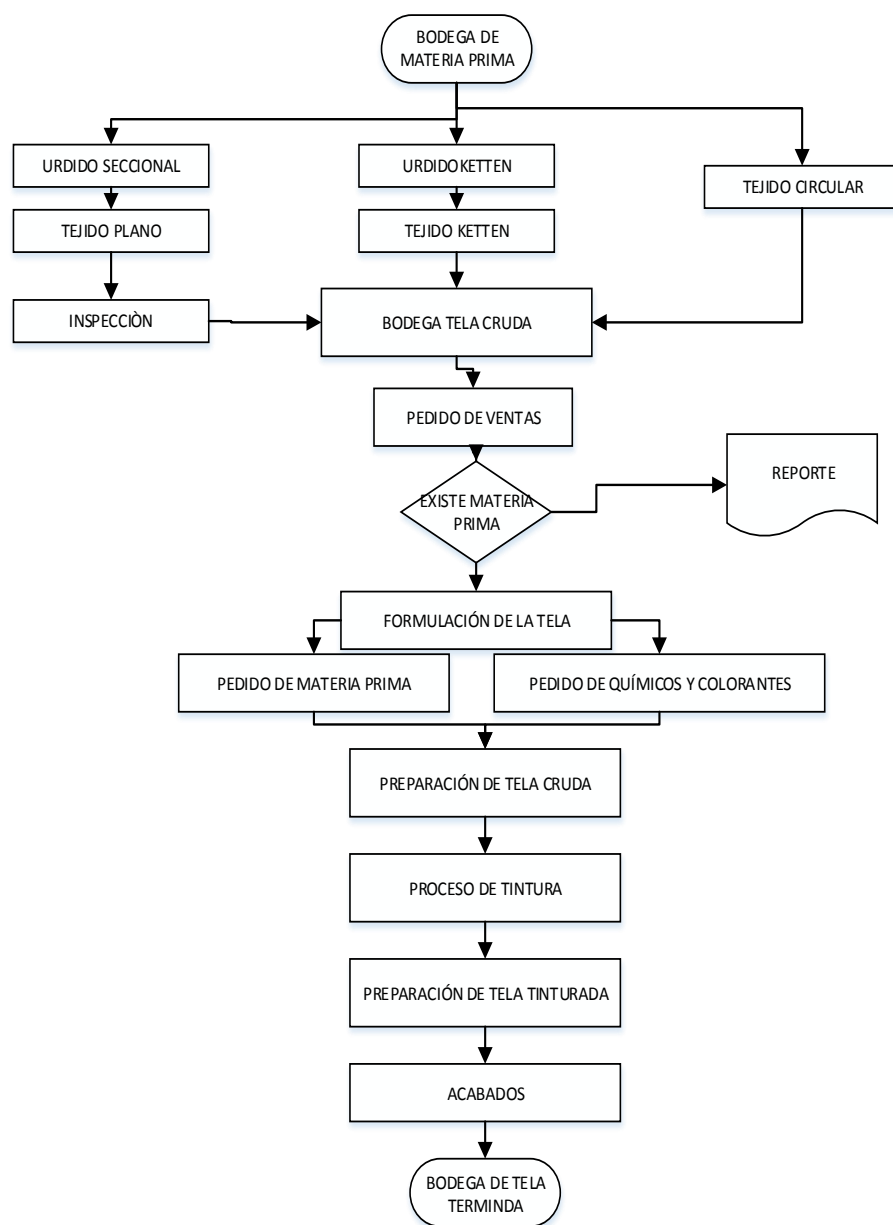 BODEGA DE
MATERIA PRIMA
URDIDO SECCIONAL
URDIDOKETTEN
TEJIDO CIRCULAR
TEJIDO PLANO
TEJIDO KETTEN
INSPECCIÒN
BODEGA TELA CRUDA
PEDIDO DE VENTAS
EXISTE MATERIA
PRIMA
REPORTE
FORMULACIÓN DE LA TELA
PEDIDO DE MATERIA PRIMA
PEDIDO DE QUÍMICOS Y COLORANTES
PREPARACIÓN DE TELA CRUDA
PROCESO DE TINTURA
PREPARACIÓN DE TELA TINTURADA
ACABADOS
BODEGA DE TELA
TERMINDA